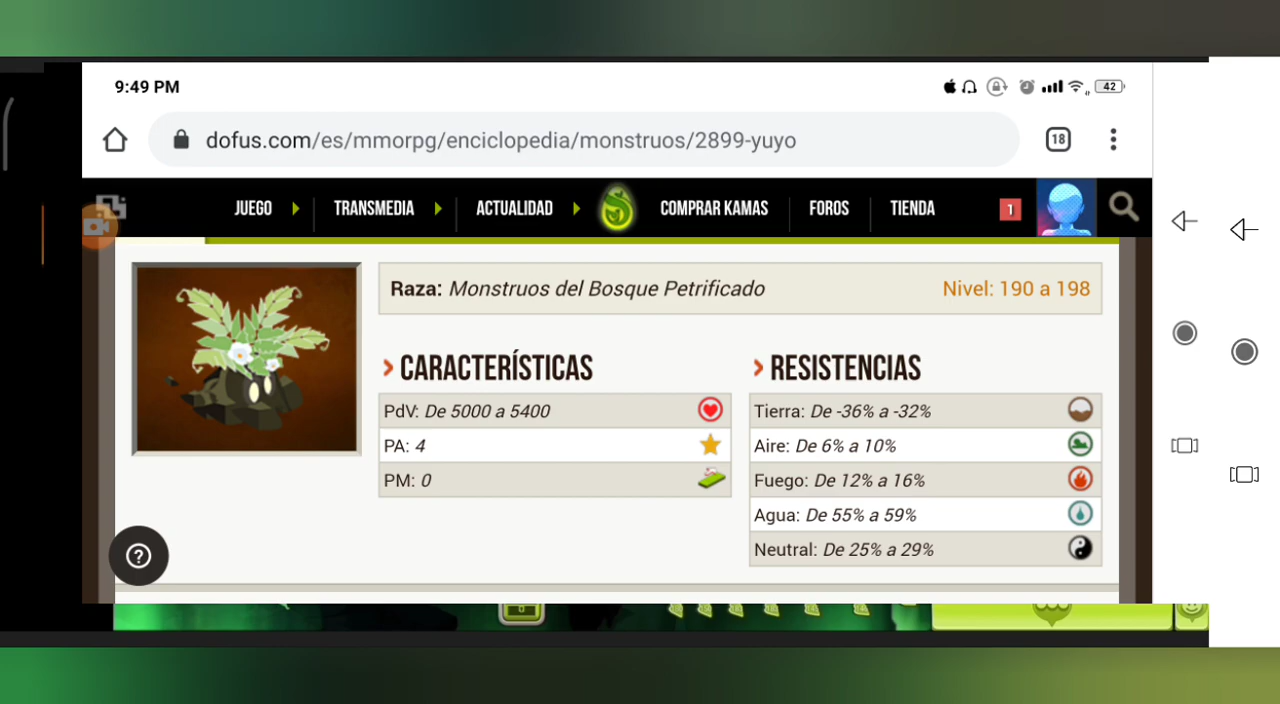 9:49 PM
42
dofus.com/es/mmorpg/enciclopedia/monstruos/2899-yuyo
18
JUEGO TRANSMEDIA ACTUALIDAD COMPRAR KAMAS FOROS TIENDA 1
Raza: Monstruos del Bosque Petrificado Nivel: 190 a 198
CARACTERÍSTICAS
PdV: De 5000 a 5400
PA: 4
PM: 0
RESISTENCIAS
Tierra: De -36% a -32%
Aire: De 6% a 10%
Fuego: De 12% a 16%
Agua: De 55% a 59%
Neutral: De 25% a 29%
?